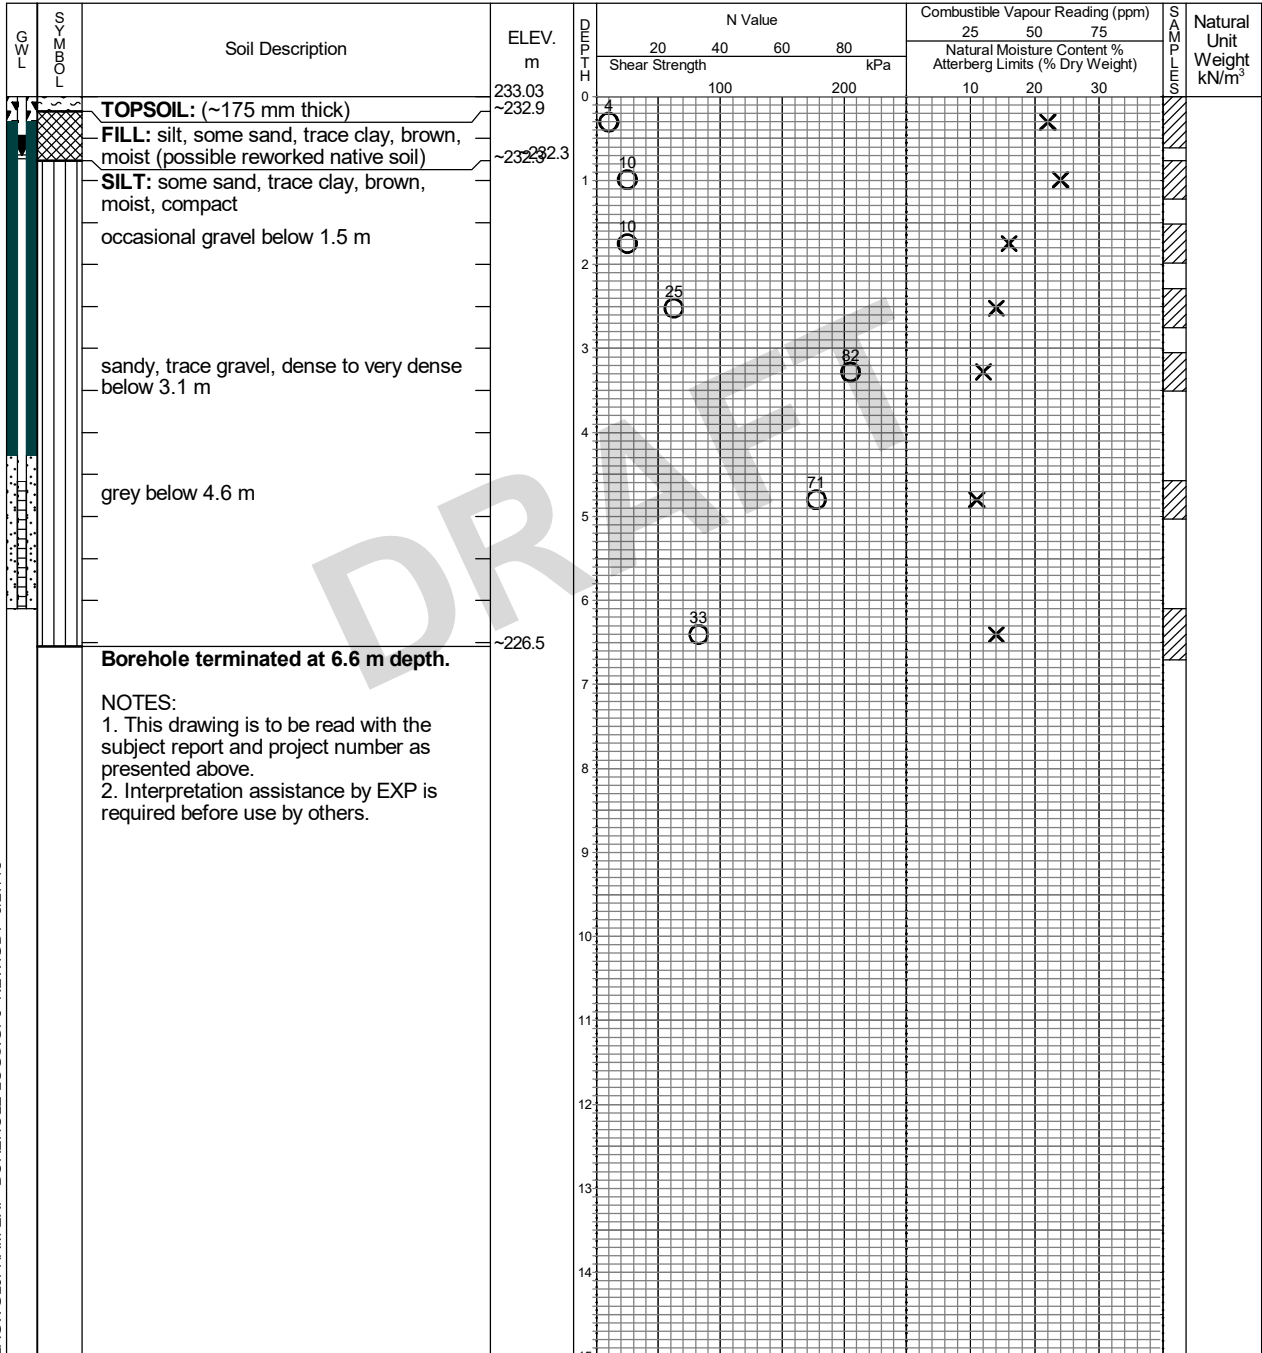 GWL
SYMBOL
Soil Description
ELEV.
m
DEPTH
N Value
20 40 60 80
Shear Strength kPa
100 200
Combustible Vapour Reading (ppm)
25 50 75
Natural Moisture Content %
Atterberg Limits (% Dry Weight)
10 20 30
SAMPLES
Natural
Unit
Weight
kN/m³
233.03
0
TOPSOIL: (~175 mm thick)
~232.9
4
FILL: silt, some sand, trace clay, brown,
moist (possible reworked native soil)
~232.3
~232.3
SILT: some sand, trace clay, brown,
moist, compact
10
1
occasional gravel below 1.5 m
10
2
25
3
sandy, trace gravel, dense to very dense
below 3.1 m
82
4
grey below 4.6 m
71
5
6
33
~226.5
Borehole terminated at 6.6 m depth.
7
NOTES:
1. This drawing is to be read with the
subject report and project number as
presented above.
2. Interpretation assistance by EXP is
required before use by others.
8
9
10
11
12
13
14
DRAFT